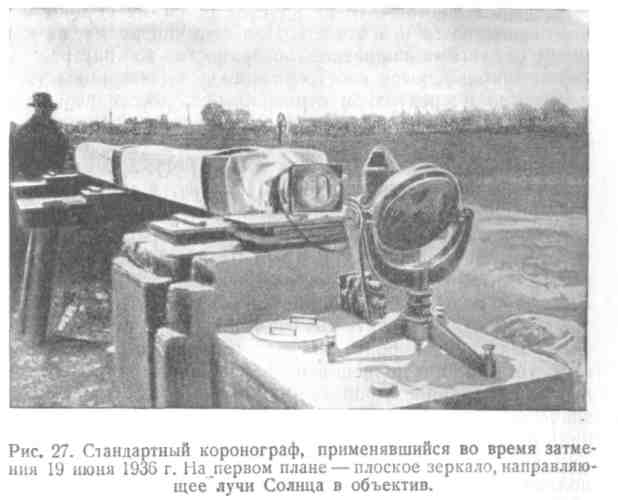 Рис. 27. Стандартный коронограф, применявшийся во время затме-
ния 19 июня 1936 г. На первом плане — плоское зеркало, направляю-
щее лучи Солнца в объектив.